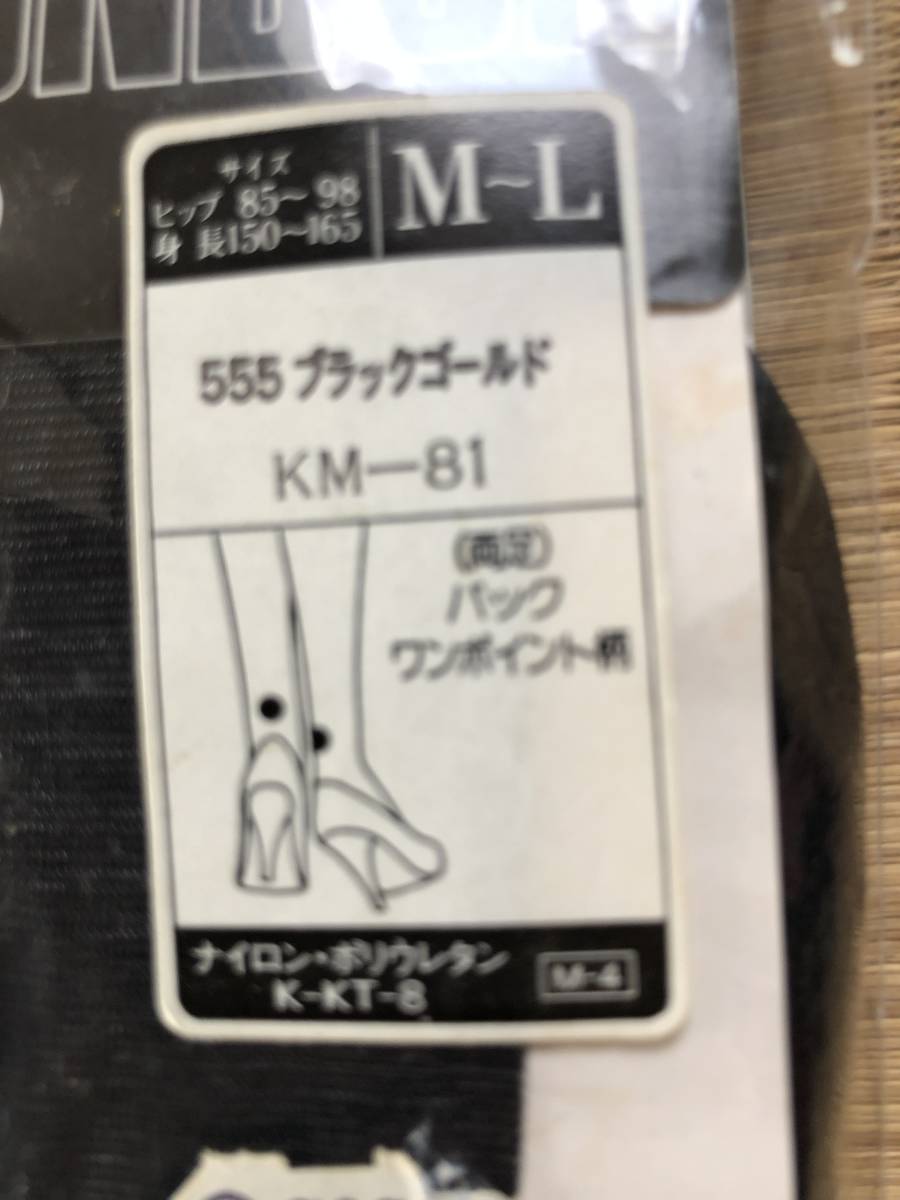 サイズ
ヒップ 85〜98
身 長150〜165
M〜L
555 ブラックゴールド
KM—81
(両足)
バック
ワンポイント柄
ナイロン・ポリウレタン
K-KT-8
M-4